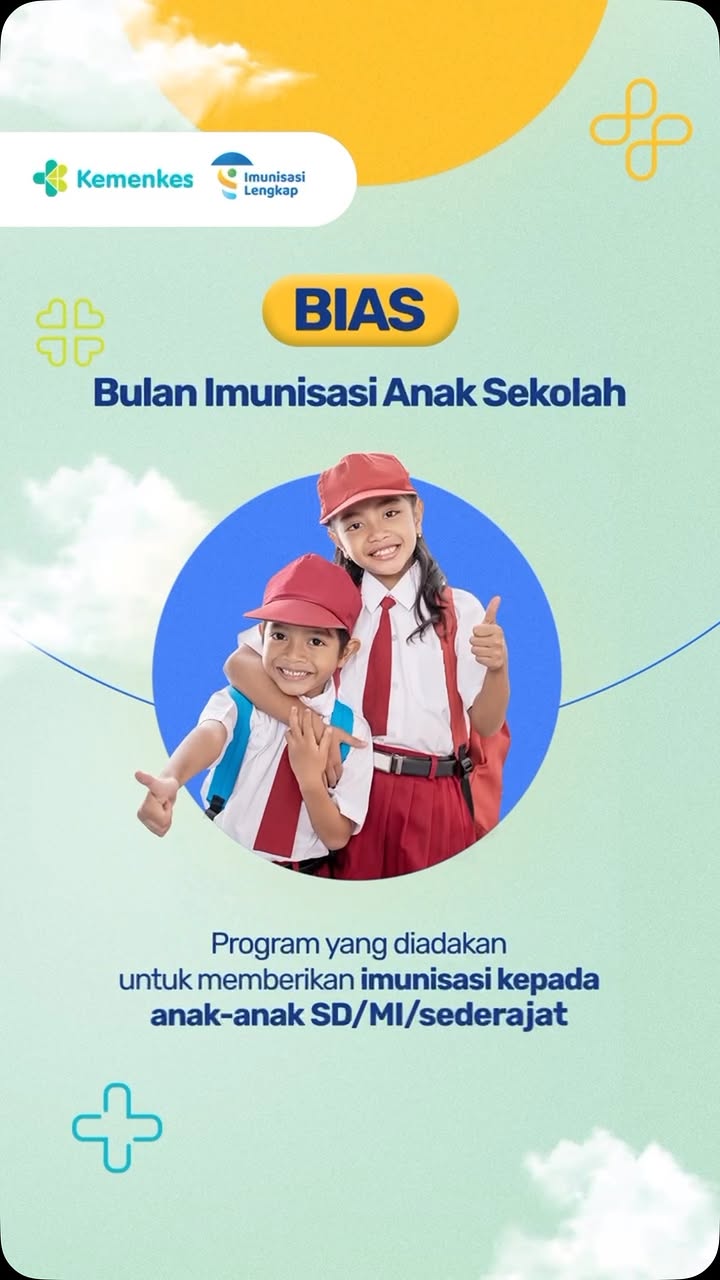 Kemenkes
Imunisasi
Lengkap
BIAS
Bulan Imunisasi Anak Sekolah
Program yang diadakan
untuk memberikan imunisasi kepada
anak-anak SD/MI/sederajat